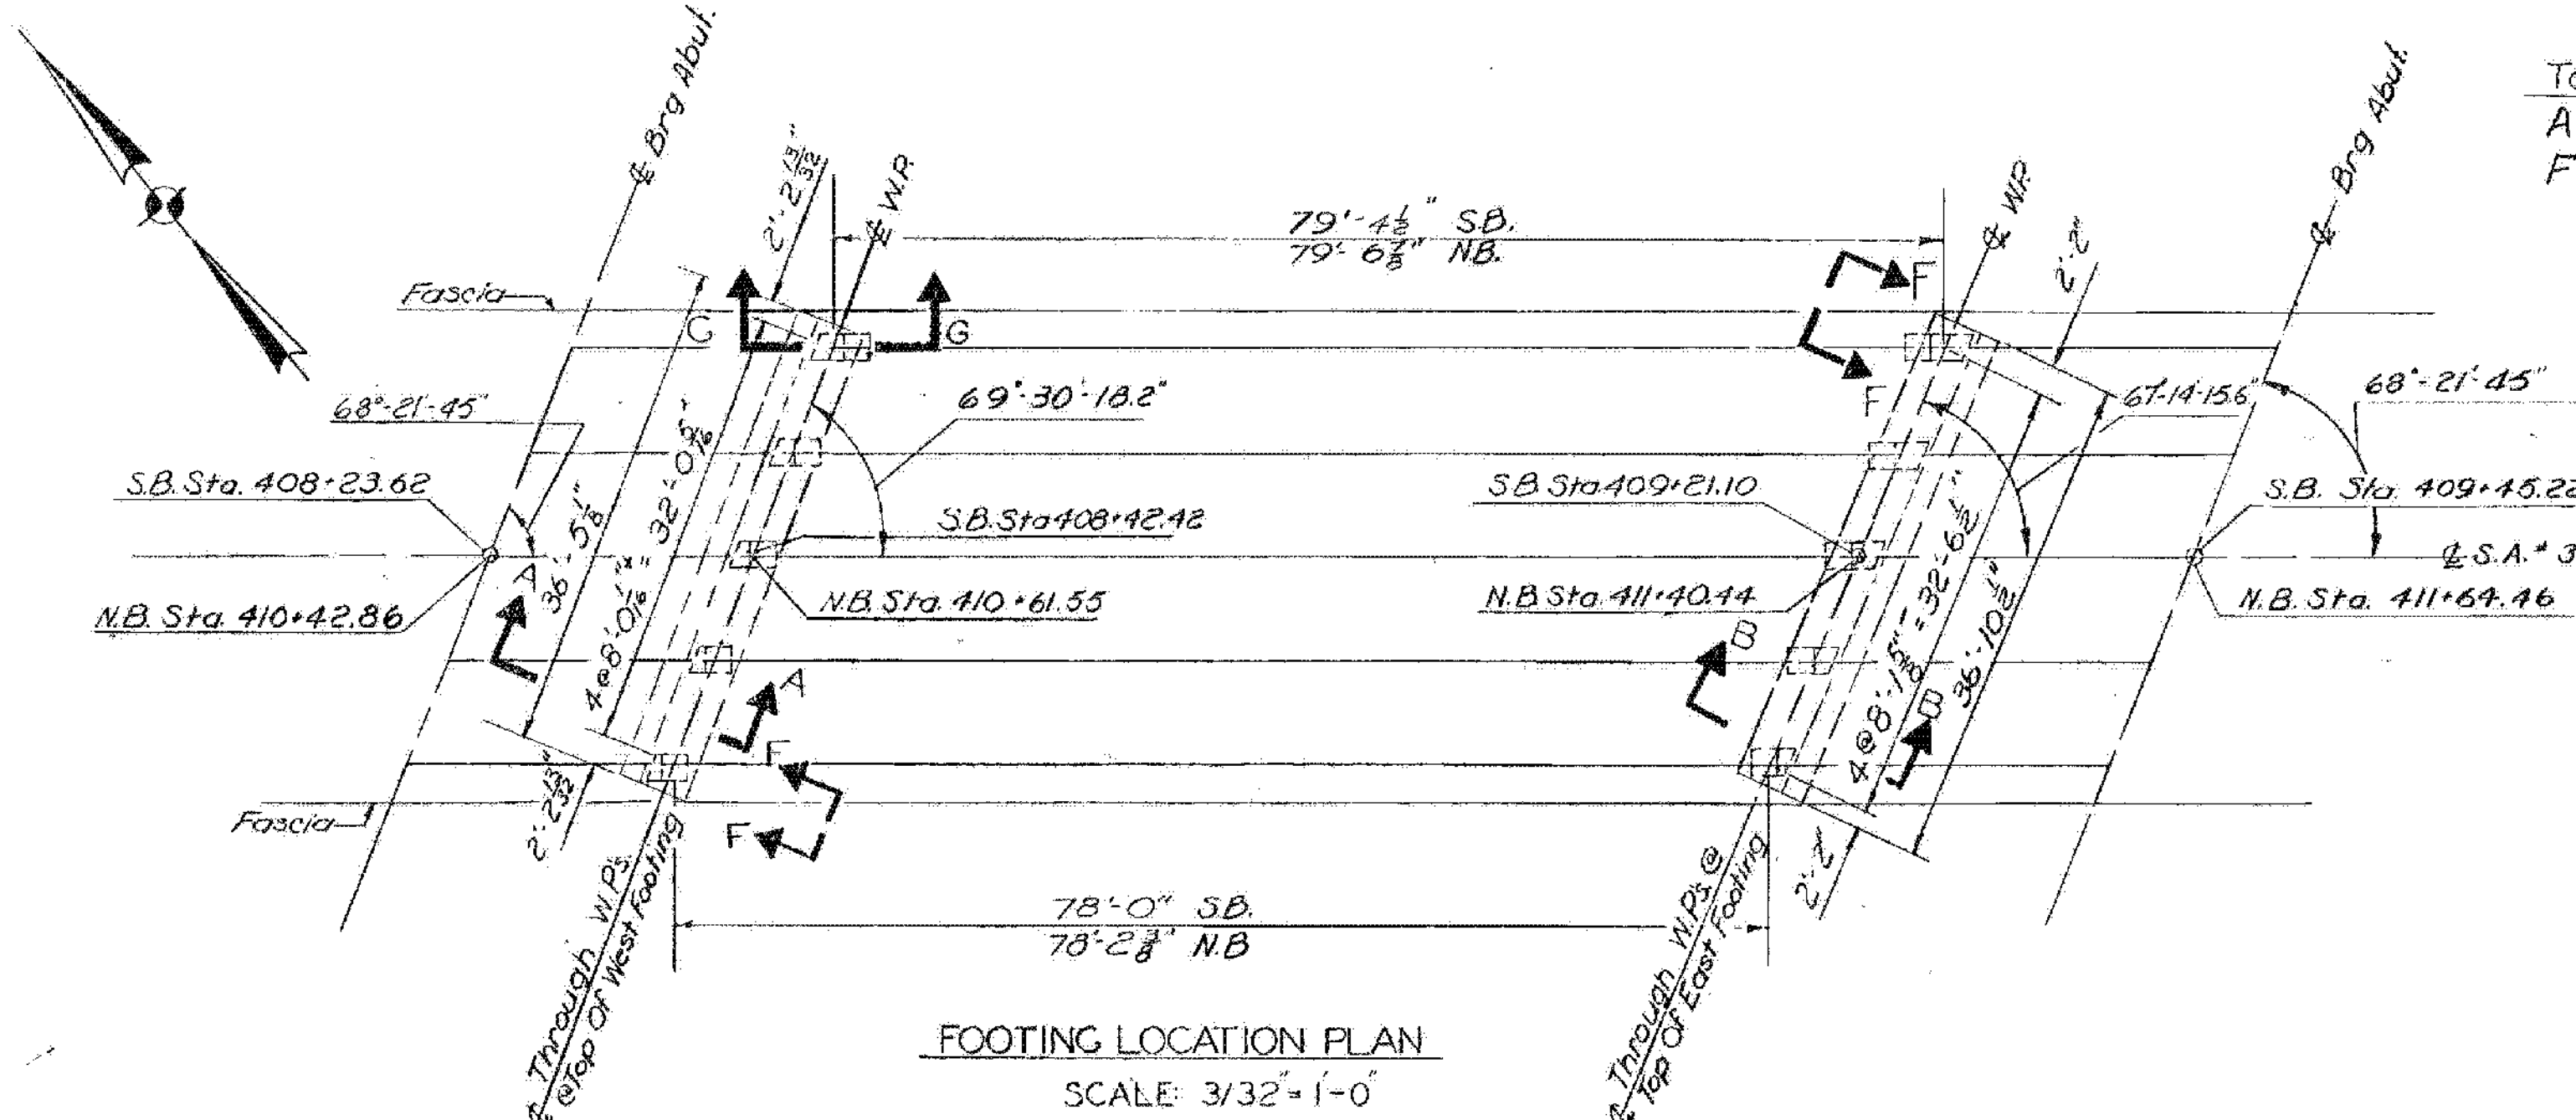 ℄ Brg Abut.
℄ Brg Abut.
To
A
F
2'-2 13/32"
℄ W.P.
79'-4 1/2" S.B.
79'-6 7/8" N.B.
℄ W.P.
2'-2"
Fascia
G
G
F
F
68°-21'-45"
69°-30'-18.2"
67-14-15.6"
68°-21'-45"
S.B. Sta. 408+23.62
S.B. Sta 408+42.42
S.B Sta 409+21.10
S.B. Sta. 409+45.22
℄ S.A. # 3
N.B. Sta. 410+42.86
N.B. Sta. 410+61.55
N.B Sta. 411+40.44
N.B. Sta. 411+64.46
A
A
36'-5 1/8"
4@8'-0 1/16" = 32'-0 5/16"
B
B
4@8'-1 5/8" = 32'-6 1/2"
36'-10 1/2"
Fascia
2'-2 13/32"
F
F
2'-2"
78'-0" S.B.
78'-2 3/8" N.B
℄ Through W.P's.
@ Top Of West Footing
℄ Through W.P's. @
Top Of East Footing
FOOTING LOCATION PLAN
SCALE: 3/32" = 1'-0"